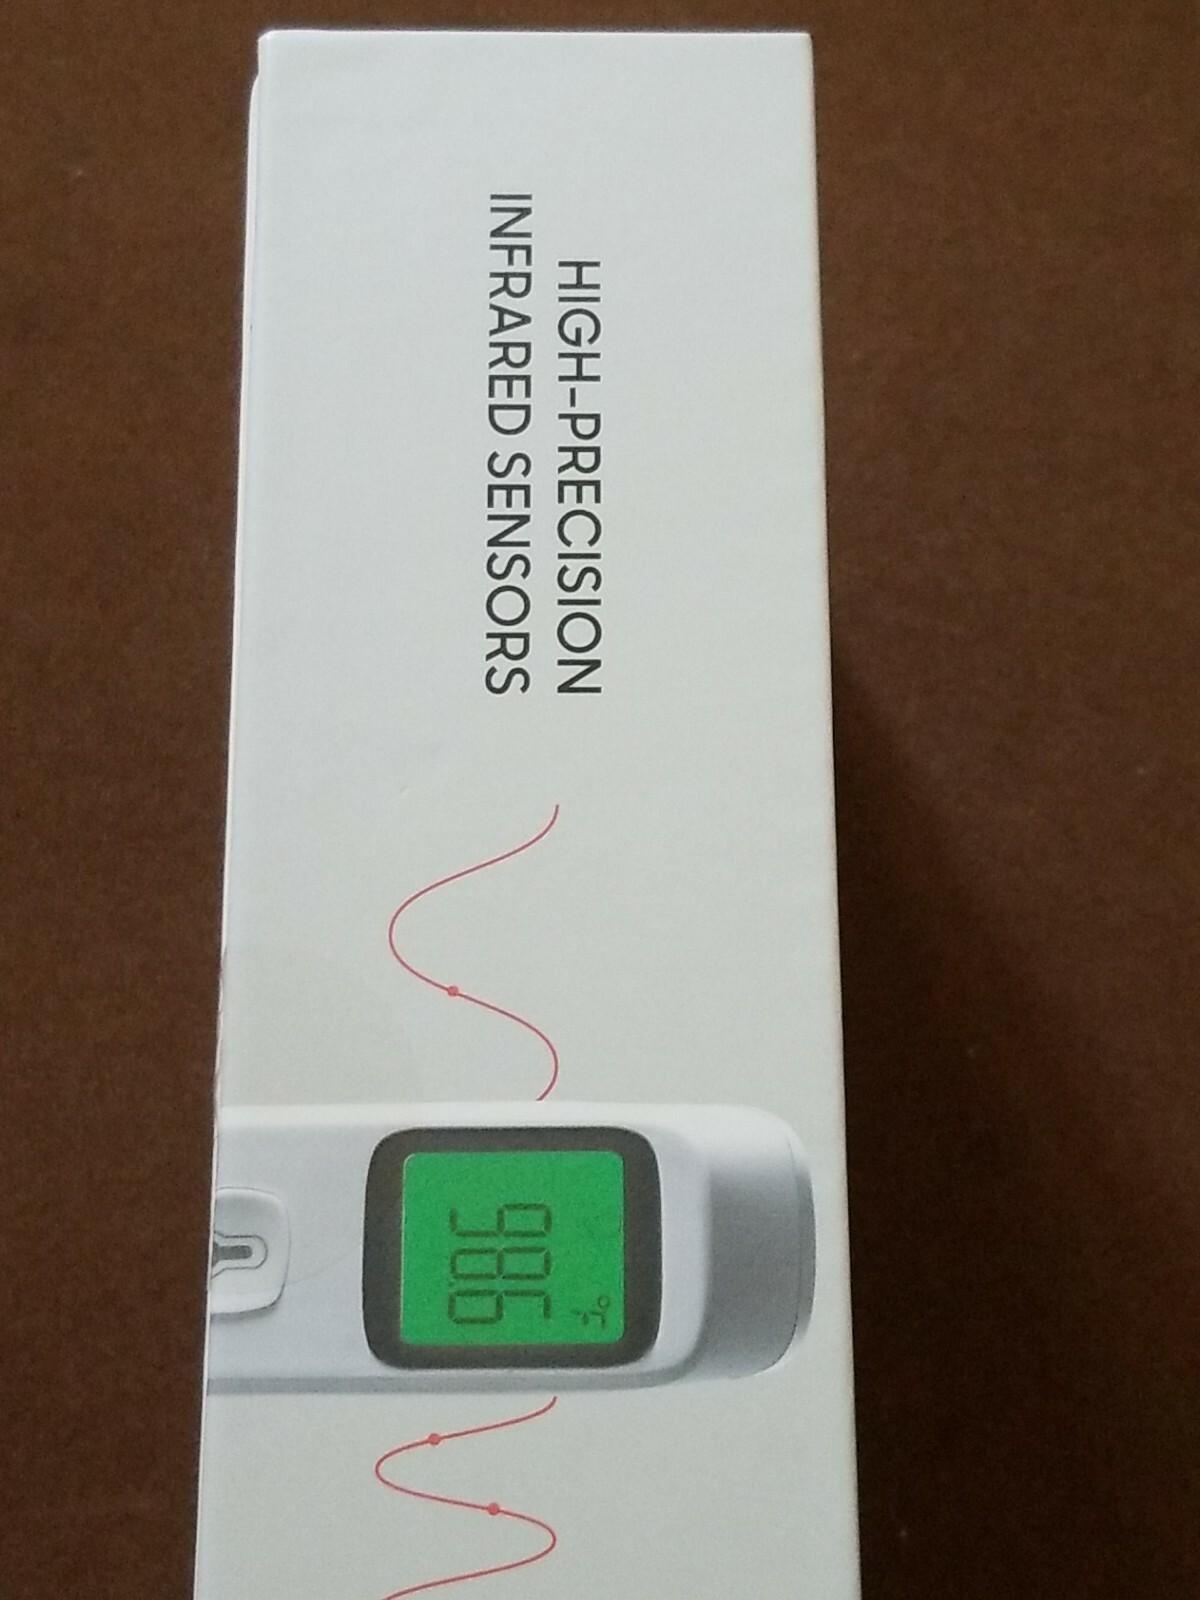 HIGH-PRECISION
INFRARED SENSORS
°F
98.6